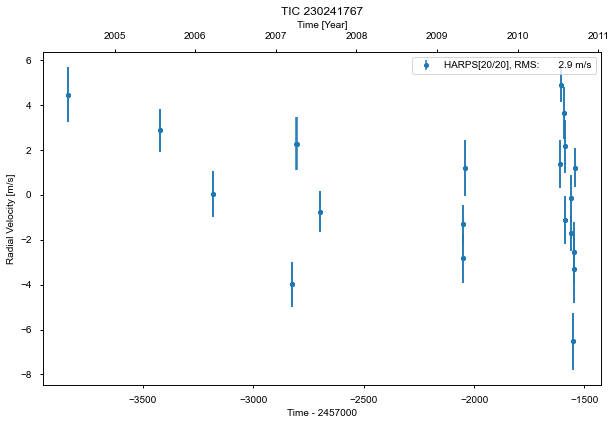 TIC 230241767
Time [Year]
2005 2006 2007 2008 2009 2010 2011
HARPS[20/20], RMS: 2.9 m/s
6
4
2
0
−2
−4
−6
−8
Radial Velocity [m/s]
−3500 −3000 −2500 −2000 −1500
Time - 2457000